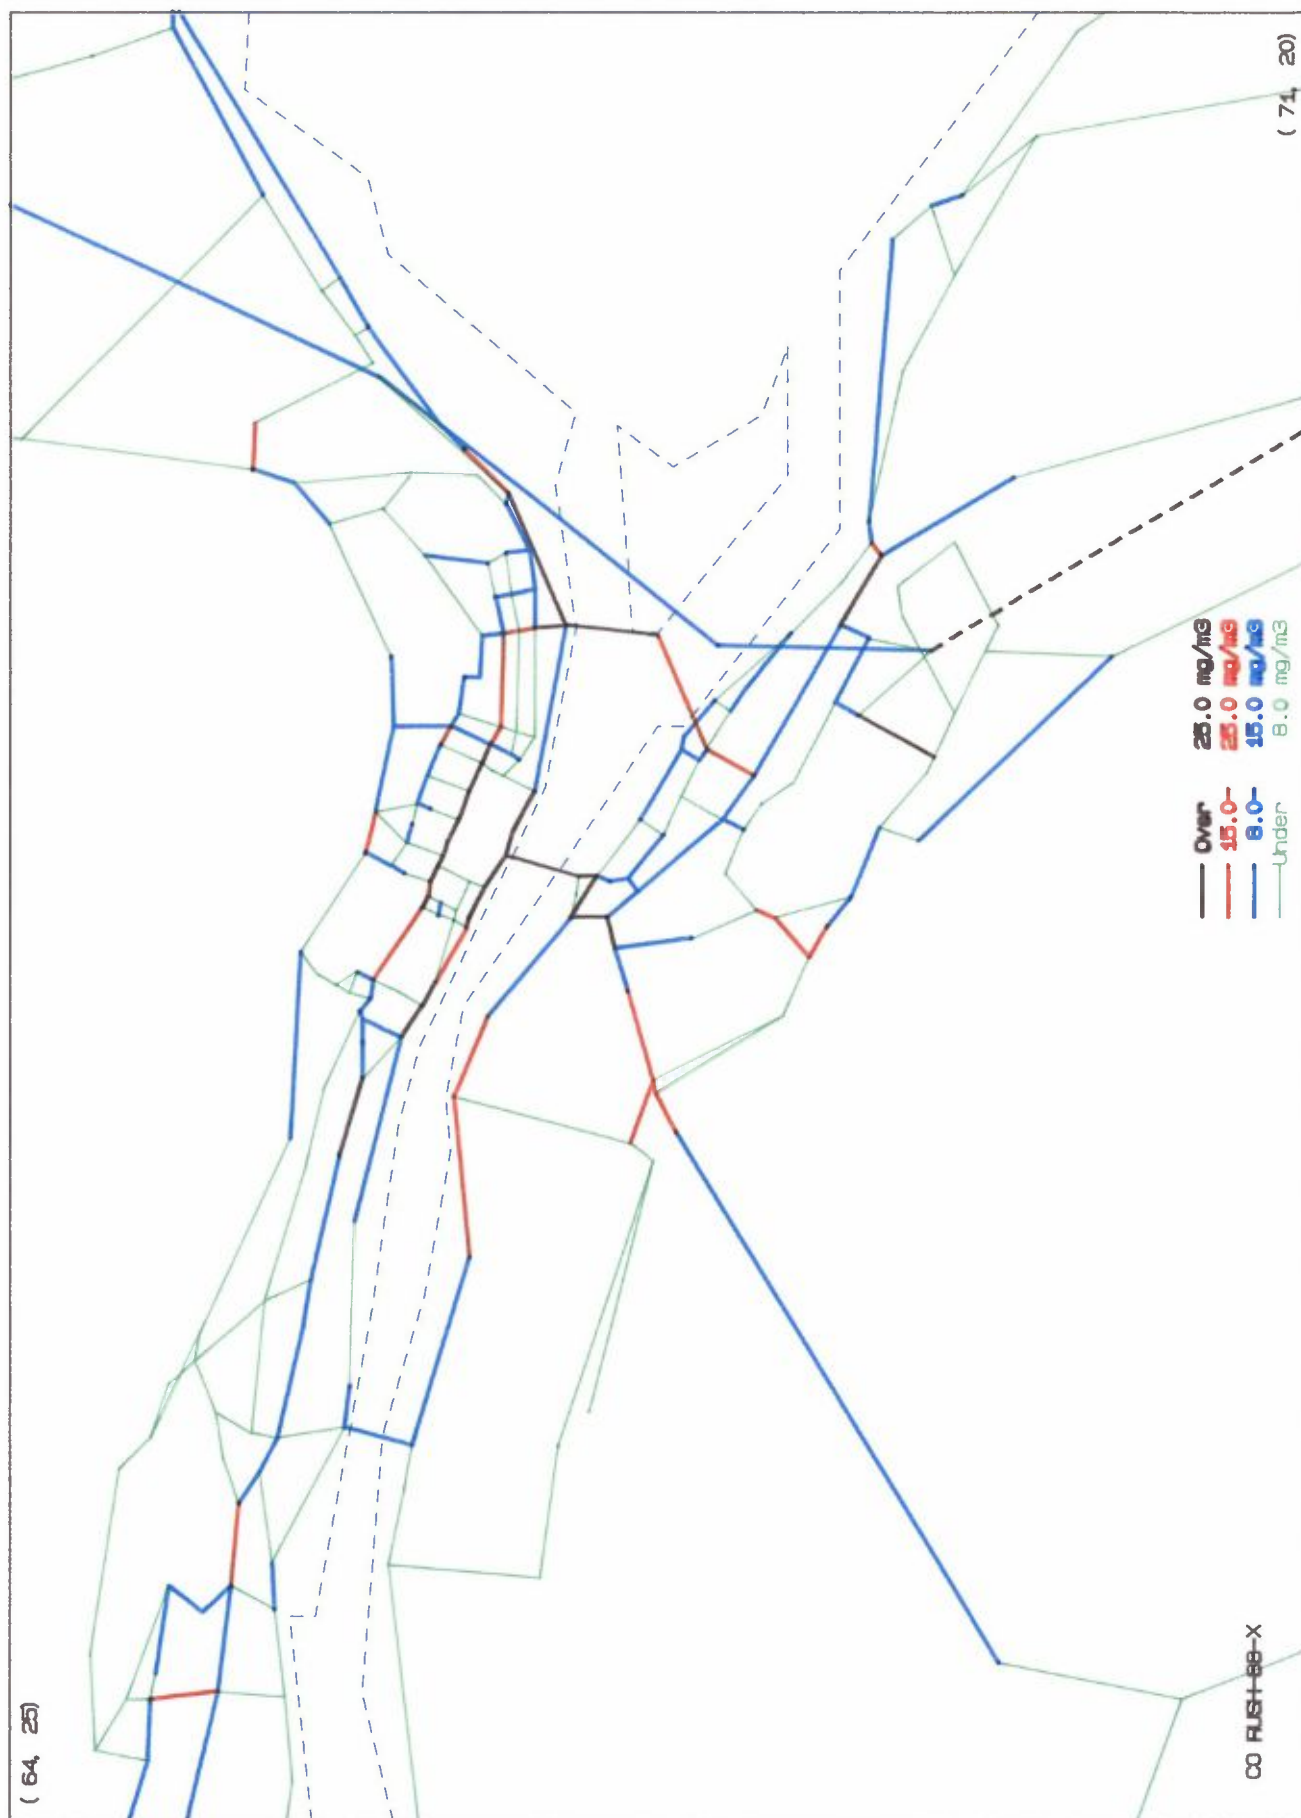 ( 64, 25)
( 71, 20)
Over 25.0 mg/m3
15.0- 25.0 mg/m3
8.0- 15.0 mg/m3
Under 8.0 mg/m3
CO RUSH-88-X